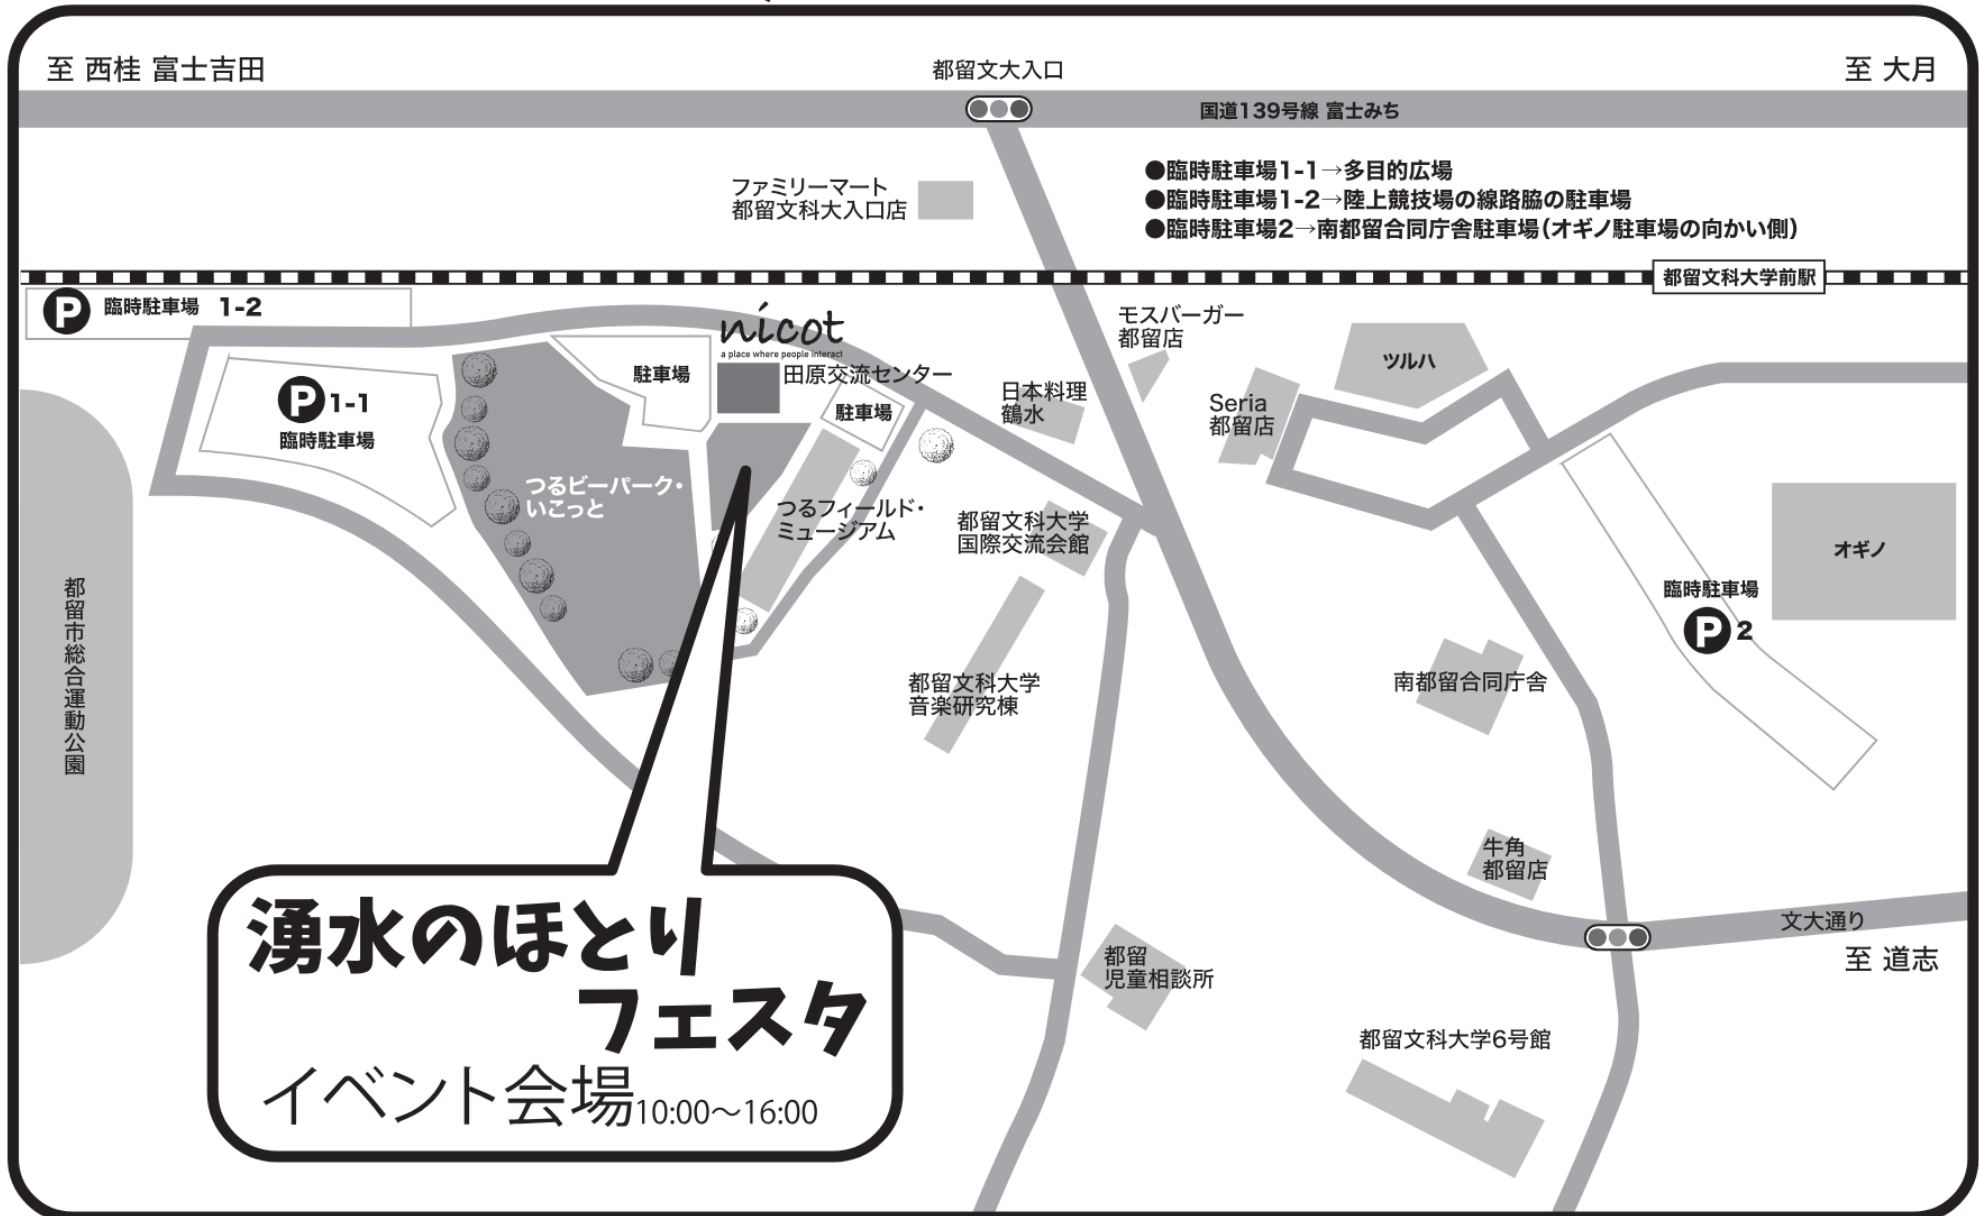 至 西桂 富士吉田
都留文大入口
至 大月
国道139号線 富士みち
ファミリーマート
都留文科大入口店
●臨時駐車場1-1→多目的広場
●臨時駐車場1-2→陸上競技場の線路脇の駐車場
●臨時駐車場2→南都留合同庁舎駐車場(オギノ駐車場の向かい側)
都留文科大学前駅
P 臨時駐車場 1-2
nicot
a place where people interact
田原交流センター
駐車場
駐車場
P 1-1
臨時駐車場
モスバーガー
都留店
日本料理
鶴水
Seria
都留店
ツルハ
つるビーパーク・
いこっと
つるフィールド・
ミュージアム
都留文科大学
国際交流会館
オギノ
臨時駐車場
P 2
都留市総合運動公園
都留文科大学
音楽研究棟
南都留合同庁舎
牛角
都留店
文大通り
至 道志
都留
児童相談所
都留文科大学6号館
湧水のほとり
フェスタ
イベント会場10:00～16:00